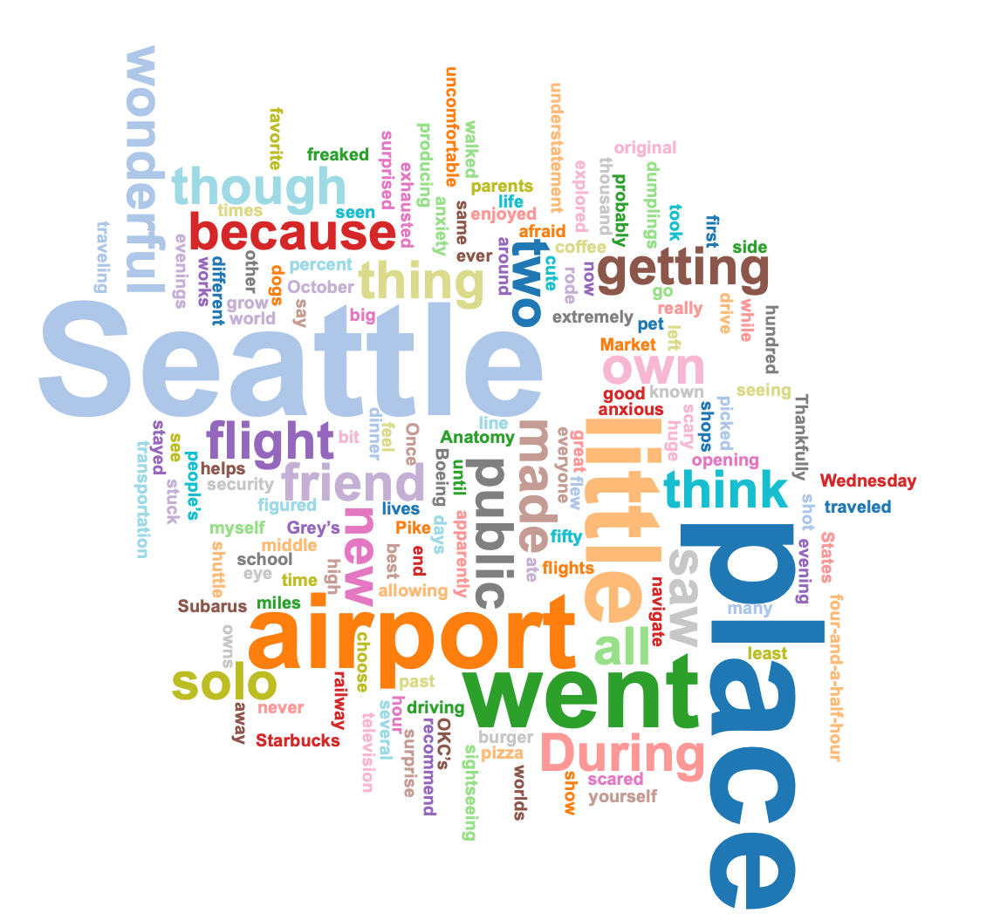 wonderful
uncomfortable
understatement
favorite
freaked
surprised
exhausted
producing
walked
original
though
times
seen
anxiety
same
parents
life
enjoyed
explored
thousand
probably
dumplings
took
first
side
because
afraid
coffee
traveling
evenings
works
different
other
dogs
percent
October
thing
ever
around
two
cute
rode
now
getting
go
grow
world
say
big
extremely
really
pet
left
drive
while
hundred
Market
Seattle
own
good
known
seeing
anxious
scary
shops
picked
huge
Thankfully
opening
stayed
see
people's
transportation
stuck
flight
bit
dinner
feel
Once
line
Anatomy
made
everyone
great
flew
little
helps
security
friend
Boeing
until
public
think
Wednesday
traveled
shot
figured
lives
myself
Grey's
new
Pike
days
apparently
fifty
place
evening
States
shuttle
middle
school
eye
time
high
best
end
ate
flights
saw
navigate
many
four-and-a-half-hour
Subarus
miles
allowing
owns
airport
choose
all
least
solo
railway
past
went
away
never
television
several
hour
driving
Starbucks
surprise
recommend
OKC's
burger
pizza
During
sightseeing
worlds
show
scared
yourself